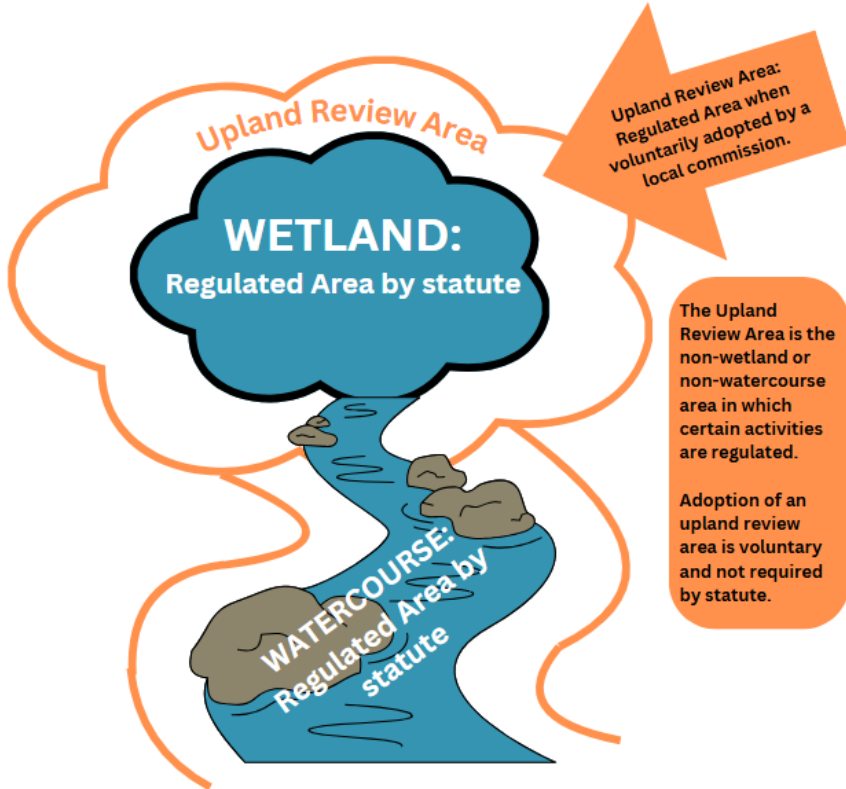 Upland Review Area
Upland Review Area:
Regulated Area when
voluntarily adopted by a
local commission.
WETLAND:
Regulated Area by statute
The Upland
Review Area is the
non-wetland or
non-watercourse
area in which
certain activities
are regulated.
Adoption of an
upland review
area is voluntary
and not required
by statute.
WATERCOURSE:
Regulated Area by
statute